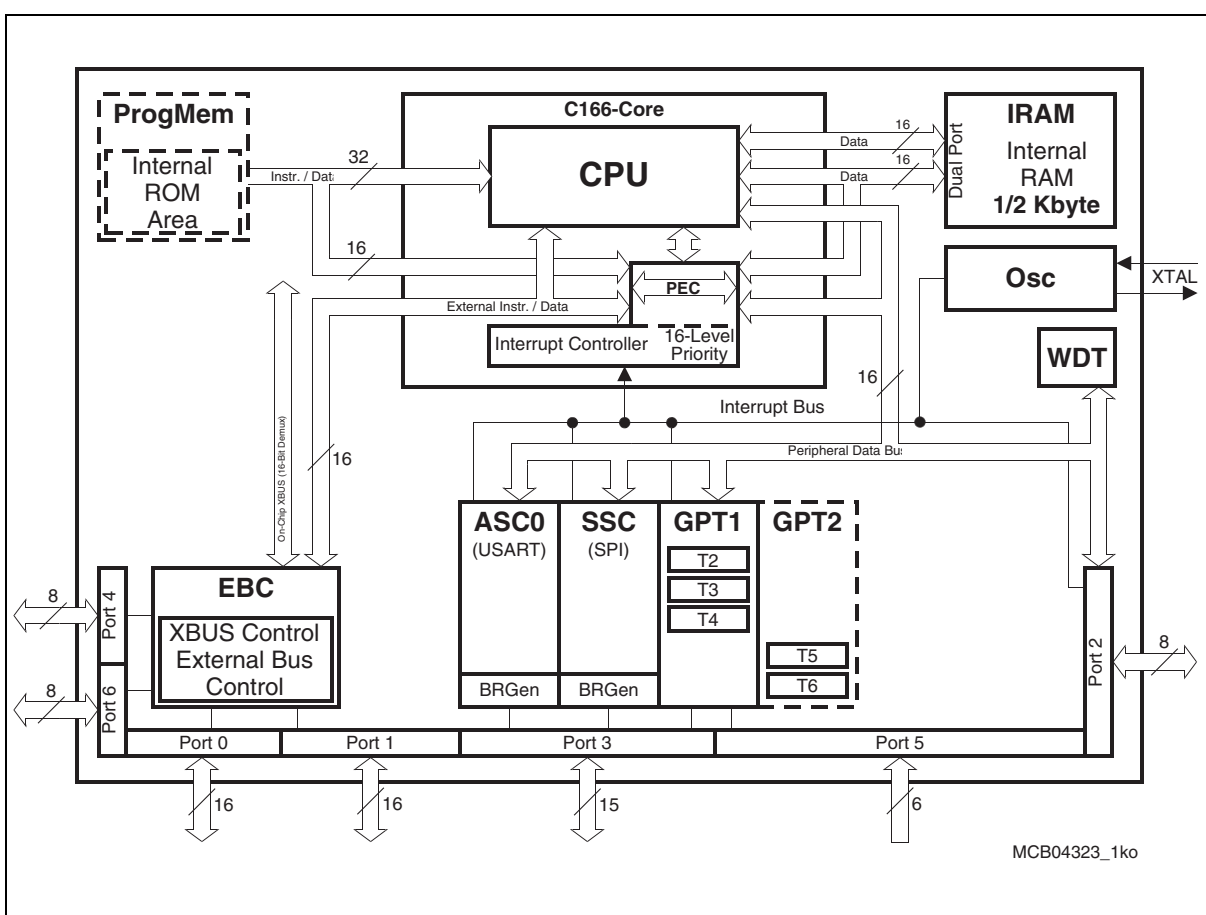 ProgMem
Internal
ROM
Area
C166-Core
CPU
IRAM
Internal
RAM
1/2 Kbyte
Dual Port
32
Instr. / Data
16
Data
16
Data
16
PEC
External Instr. / Data
Interrupt Controller
16-Level
Priority
Osc
XTAL
WDT
16
Interrupt Bus
Peripheral Data Bus
On-Chip XBUS (16-Bit Demux)
16
ASC0
(USART)
BRGen
SSC
(SPI)
BRGen
GPT1
T2
T3
T4
GPT2
T5
T6
EBC
XBUS Control
External Bus
Control
8
Port 4
8
Port 6
Port 2
8
Port 0
Port 1
Port 3
Port 5
16
16
15
6
MCB04323_1ko